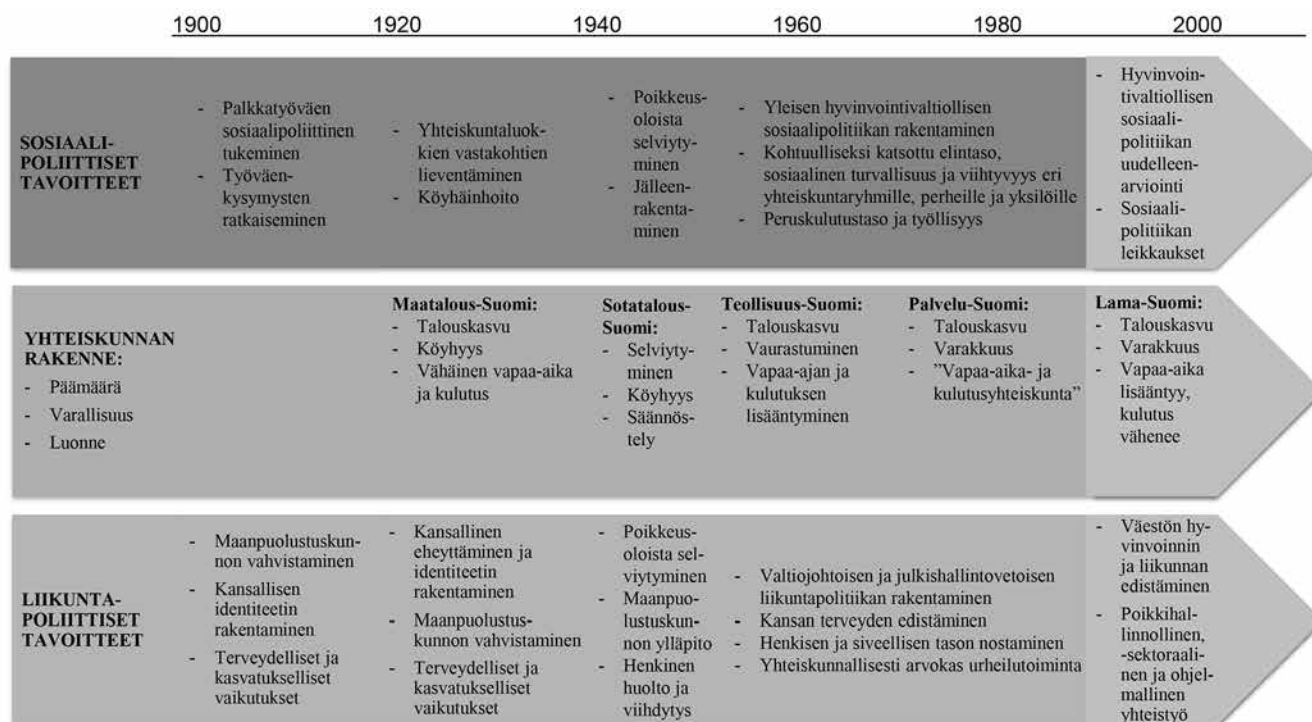 1900 1920 1940 1960 1980 2000
SOSIAALI-
POLIITTISET
TAVOITTEET
- Palkkatyöväen
sosiaalipoliittinen
tukeminen
- Työväen-
kysymysten
ratkaiseminen
- Yhteiskuntaluok-
kien vastakohtien
lieventäminen
- Köyhäinhoito
- Poikkeus-
oloista
selviyty-
minen
- Jälleen-
rakenta-
minen
- Yleisen hyvinvointivaltiollisen
sosiaalipolitiikan rakentaminen
- Kohtuulliseksi katsottu elintaso,
sosiaalinen turvallisuus ja viihtyvyys eri
yhteiskuntaryhmille, perheille ja yksilöille
- Peruskulutustaso ja työllisyys
- Hyvinvoin-
tivaltiollisen
sosiaali-
politiikan
uudelleen-
arviointi
- Sosiaali-
politiikan
leikkaukset
YHTEISKUNNAN
RAKENNE:
- Päämäärä
- Varallisuus
- Luonne
Maatalous-Suomi:
- Talouskasvu
- Köyhyys
- Vähäinen vapaa-aika
ja kulutus
Sotatalous-
Suomi:
- Selviyty-
minen
- Köyhyys
- Säännös-
tely
Teollisuus-Suomi:
- Talouskasvu
- Vaurastuminen
- Vapaa-ajan ja
kulutuksen
lisääntyminen
Palvelu-Suomi:
- Talouskasvu
- Varakkuus
- ”Vapaa-aika- ja
kulutusyhteiskunta”
Lama-Suomi:
- Talouskasvu
- Varakkuus
- Vapaa-aika
lisääntyy,
kulutus
vähenee
LIIKUNTA-
POLIITTISET
TAVOITTEET
- Maanpuolustuskun-
non vahvistaminen
- Kansallisen
identiteetin
rakentaminen
- Terveydelliset ja
kasvatukselliset
vaikutukset
- Kansallinen
eheyttäminen ja
identiteetin
rakentaminen
- Maanpuolustus-
kunnon vahvistaminen
- Terveydelliset ja
kasvatukselliset
vaikutukset
- Poikkeus-
oloista sel-
viytyminen
- Maanpuo-
lustuskun-
non ylläpito
- Henkinen
huolto ja
viihdytys
- Valtiojohtoisen ja julkishallintovetoisen
liikuntapolitiikan rakentaminen
- Kansan terveyden edistäminen
- Henkisen ja siveellisen tason nostaminen
- Yhteiskunnallisesti arvokas urheilutoiminta
- Väestön hy-
vinvoinnin
ja liikunnan
edistäminen
- Poikkihal-
linnollinen,
-sektoraali-
nen ja ohjel-
mallinen
yhteistyö